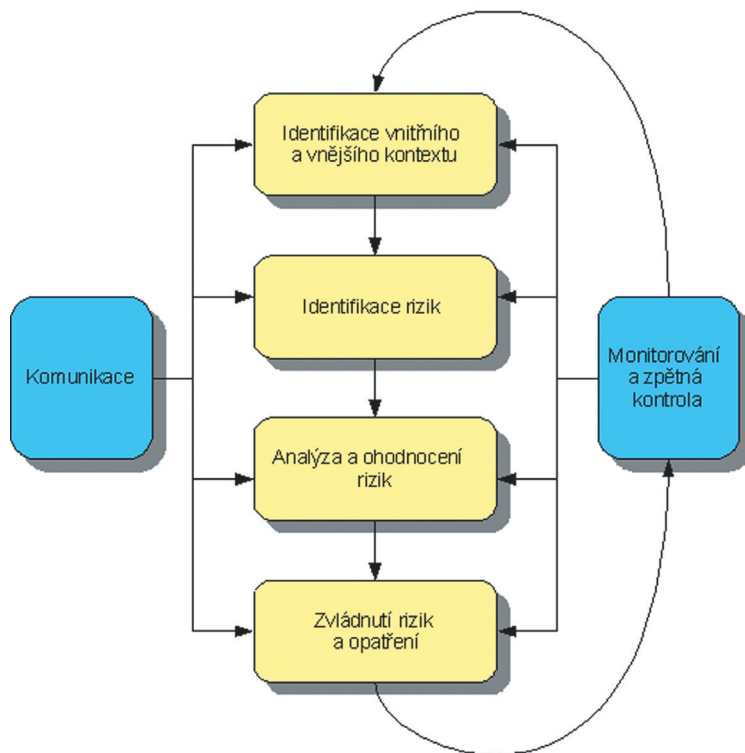 Identifikace vnitřního
a vnějšího kontextu
Identifikace rizik
Komunikace
Monitorování
a zpětná
kontrola
Analýza a ohodnocení
rizik
Zvládnutí rizik
a opatření